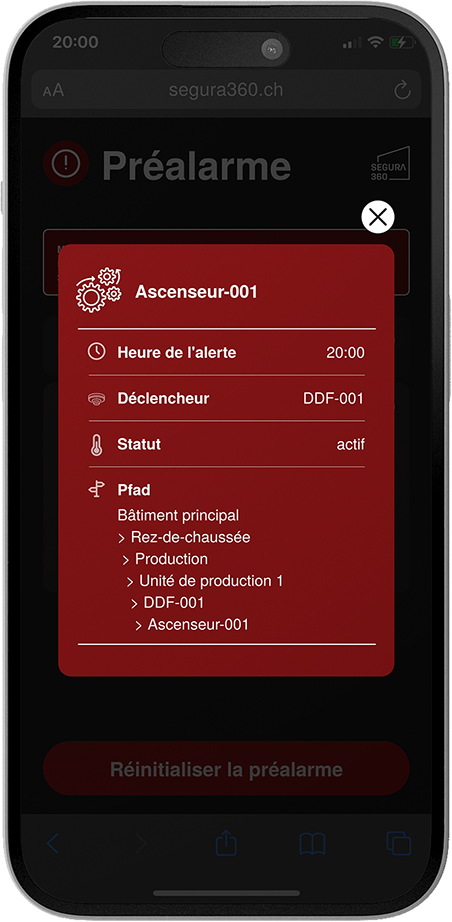 20:00
AA segura360.ch
Préalarme
SEGURA
360
Ascenseur-001
Heure de l'alerte 20:00
Déclencheur DDF-001
Statut actif
Pfad
Bâtiment principal
> Rez-de-chaussée
> Production
> Unité de production 1
> DDF-001
> Ascenseur-001
Réinitialiser la préalarme